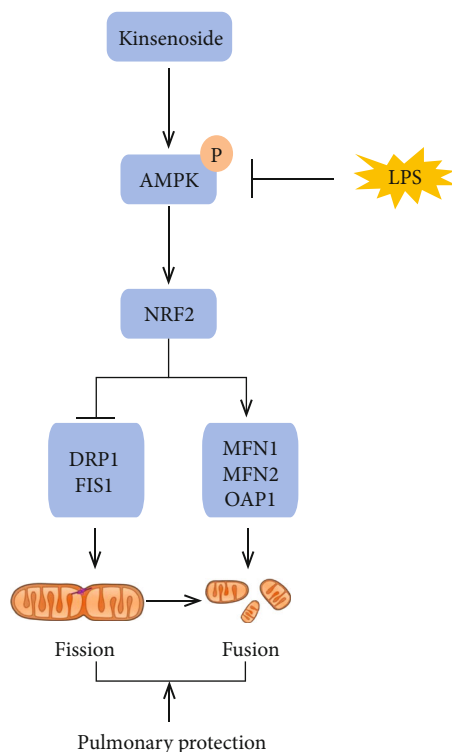 Kinsenoside
P
AMPK
LPS
NRF2
DRP1
FIS1
MFN1
MFN2
OAP1
Fission
Fusion
Pulmonary protection